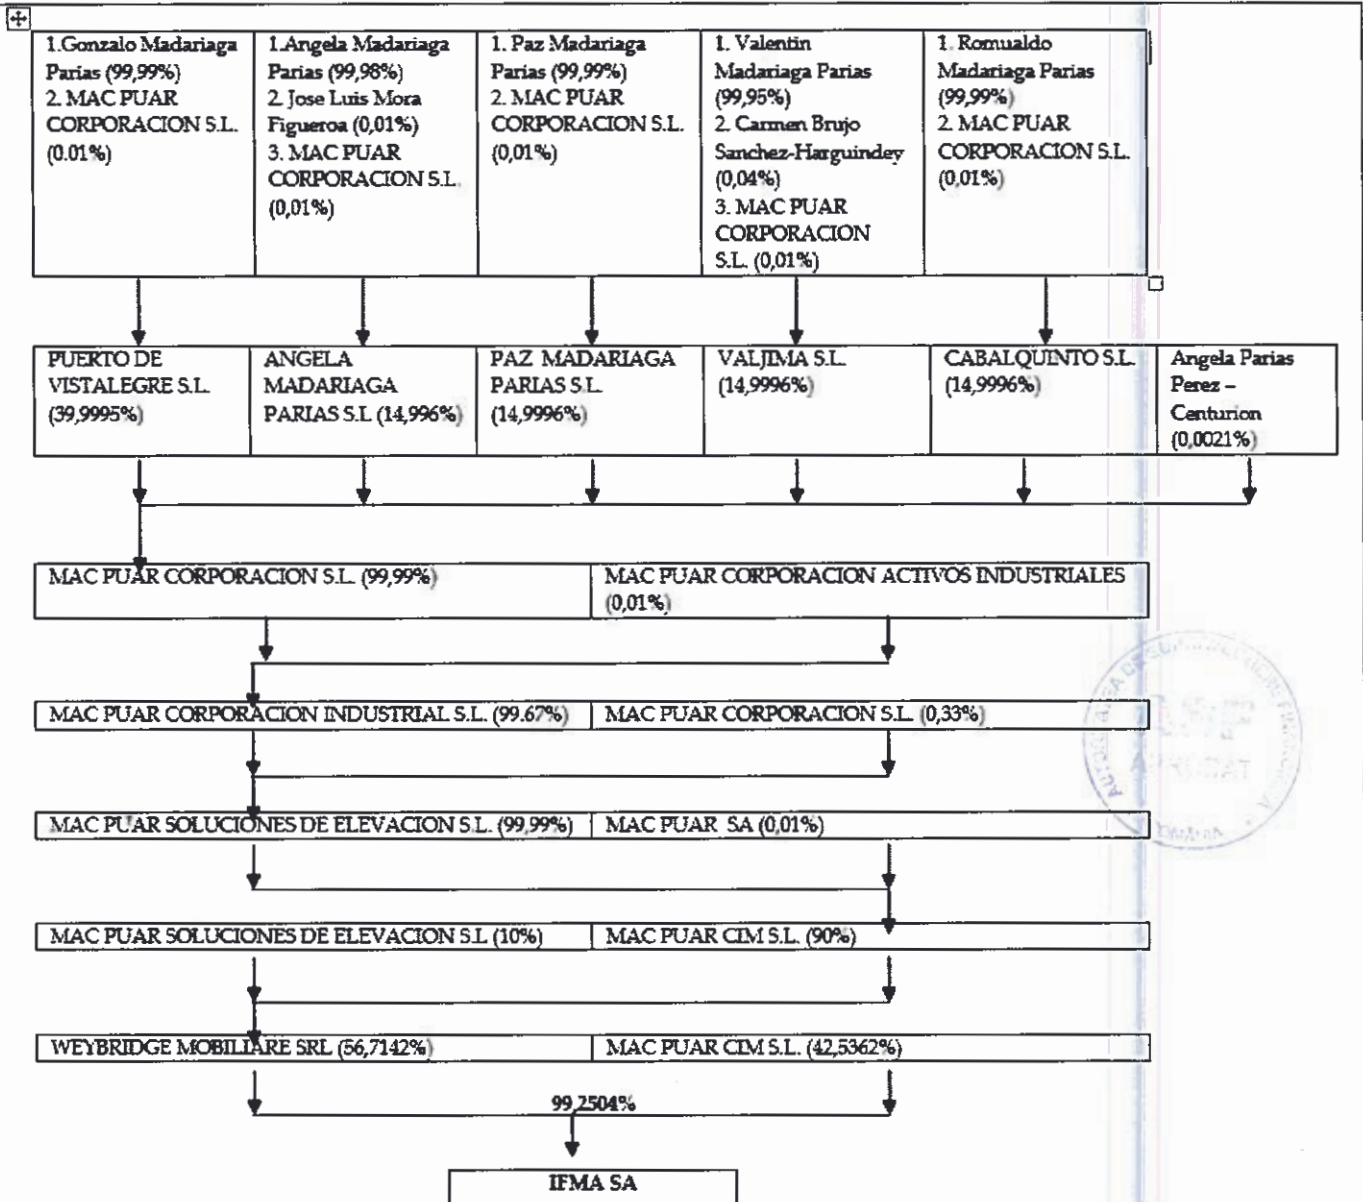 1.Gonzalo Madariaga
Parias (99,99%)
2. MAC PUAR
CORPORACION S.L.
(0.01%)
1.Angela Madariaga
Parias (99,98%)
2. Jose Luis Mora
Figueroa (0,01%)
3. MAC PUAR
CORPORACION S.L.
(0,01%)
1. Paz Madariaga
Parias (99,99%)
2. MAC PUAR
CORPORACION S.L.
(0,01%)
1. Valentin
Madariaga Parias
(99,95%)
2. Carmen Brujo
Sanchez-Harguindey
(0,04%)
3. MAC PUAR
CORPORACION
S.L. (0,01%)
1. Romualdo
Madariaga Parias
(99,99%)
2. MAC PUAR
CORPORACION S.L.
(0,01%)
PUERTO DE
VISTALEGRE S.L.
(39,9995%)
ANGELA
MADARIAGA
PARIAS S.L (14,996%)
PAZ MADARIAGA
PARIAS S.L
(14,9996%)
VALJIMA S.L.
(14,9996%)
CABALQUINTO S.L.
(14,9996%)
Angela Parias
Perez –
Centurion
(0,0021%)
MAC PUAR CORPORACION S.L. (99,99%)
MAC PUAR CORPORACION ACTIVOS INDUSTRIALES
(0,01%)
MAC PUAR CORPORACION INDUSTRIAL S.L. (99.67%)
MAC PUAR CORPORACION S.L. (0,33%)
MAC PUAR SOLUCIONES DE ELEVACION S.L. (99,99%)
MAC PUAR SA (0,01%)
MAC PUAR SOLUCIONES DE ELEVACION S.L (10%)
MAC PUAR CIM S.L. (90%)
WEYBRIDGE MOBILIARE SRL (56,7142%)
MAC PUAR CIM S.L. (42,5362%)
99,2504%
IFMA SA